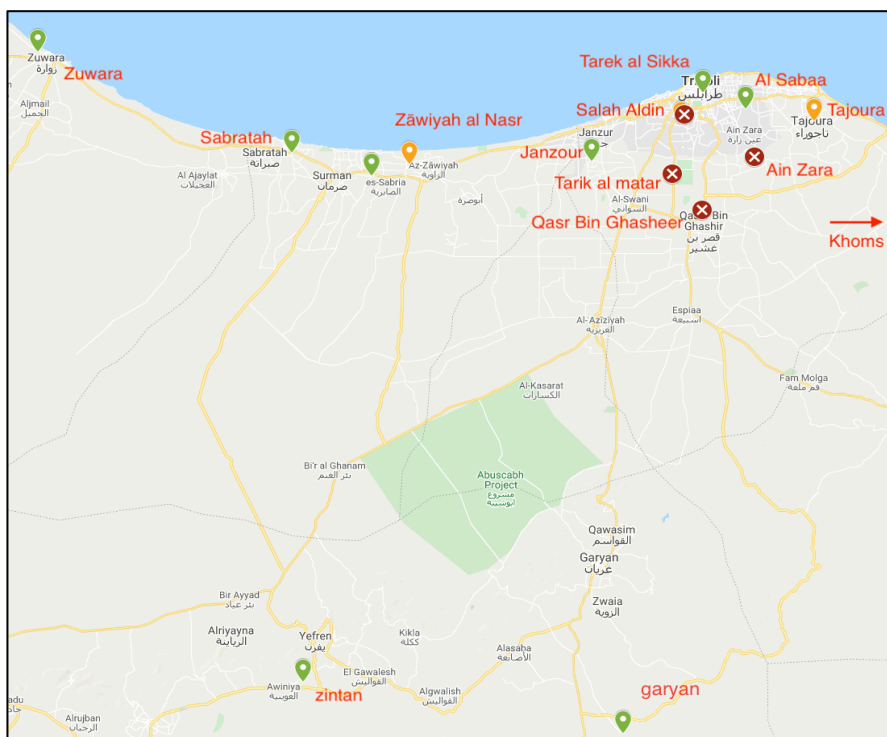 Zuwara
زوارة
Zuwara
Aljmail
الجميل
Sabratah
Sabratah
صبراتة
Al Ajaylat
العجيلات
Surman
صرمان
es-Sabria
الصابرية
Zāwiyah al Nasr
Az-Zāwiyah
الزاوية
أبوصرة
Tarek al Sikka
طرابلس
Al Sabaa
Salah Aldin
Tajoura
Tajoura
تاجوراء
Janzur
Janzour
Ain Zara
عين زارة
Ain Zara
Tarik al matar
Al-Swani
السواني
Qasr Bin Ghasheer
Qasr Bin
Ghashir
قصر بن
غشير
Khoms
Espiaa
اسبيعة
Al-'Azīzīyah
العزيزية
Fam Molga
فم ملغة
Al-Kasarat
الكسارات
Bi'r al Ghanam
بئر الغنم
Abuscabh
Project
مشروع
ابوشيبة
Qawasim
القواسم
Garyan
غريان
Zwaia
الزوية
Bir Ayyad
بئر عياد
Alriyayna
الرياينة
Yefren
يفرن
Kikla
ككلة
Alasaba
الأصابعة
El Gawalesh
القواليش
Awiniya
العوينية
zintan
Algwalish
القواليش
garyan
Alrujban
الرجبان